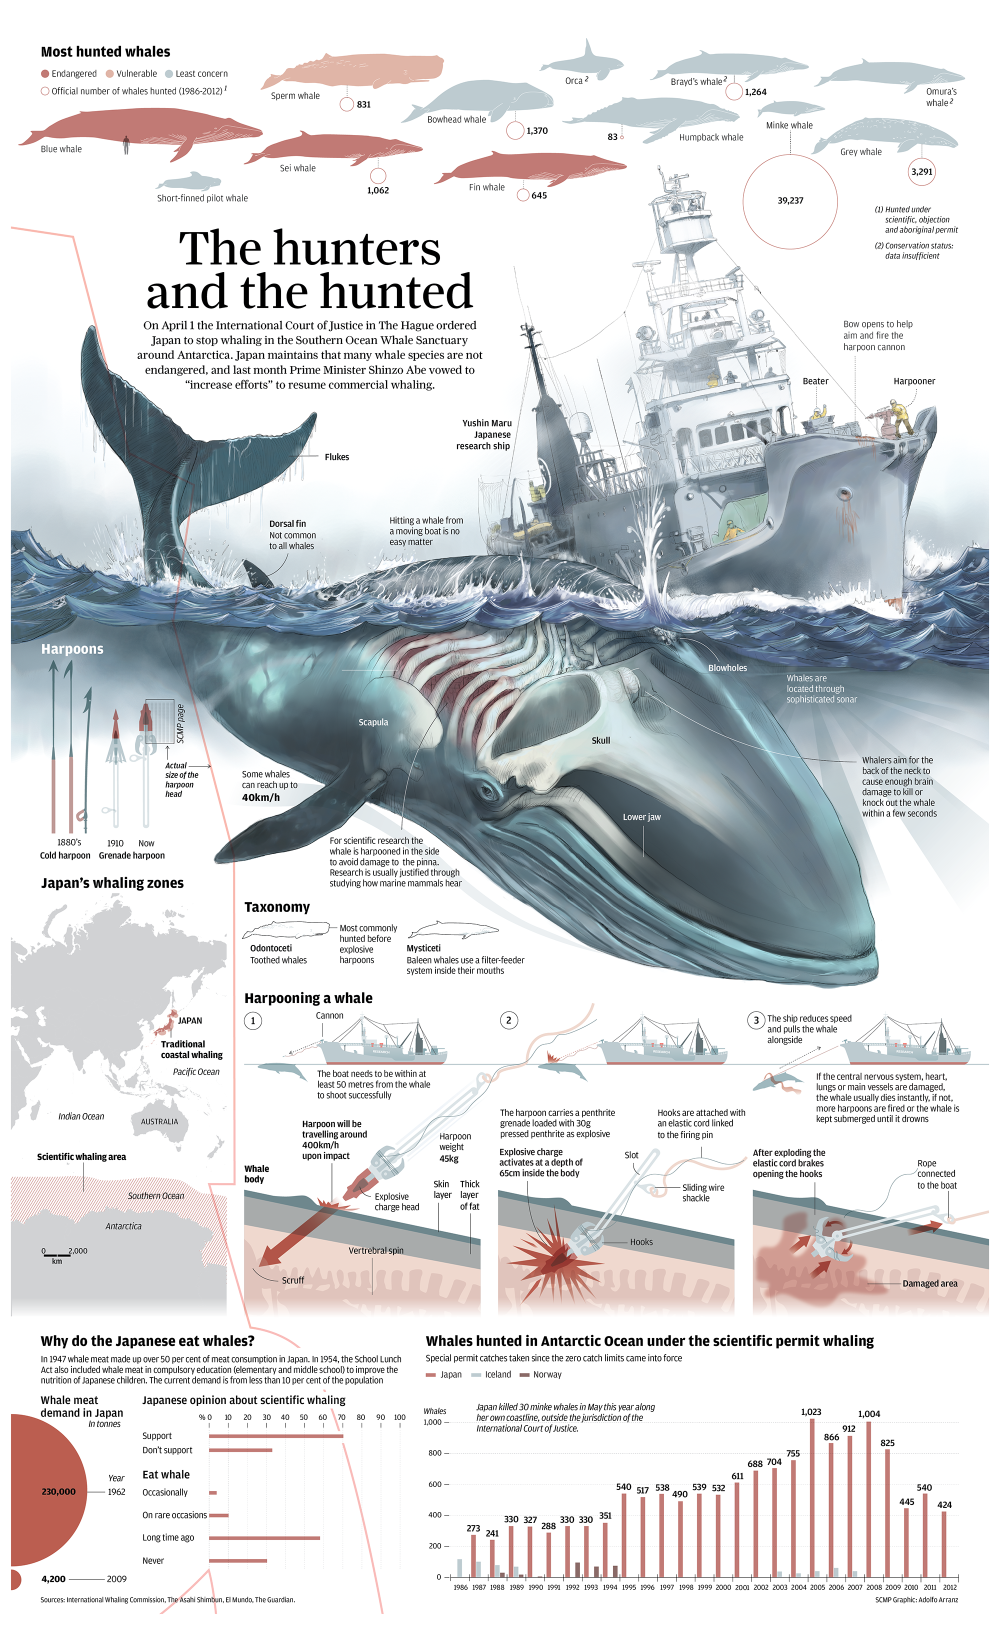 Most hunted whales
Endangered
Vulnerable
Least concern
Official number of whales hunted (1986-2012) 1
Sperm whale
831
Orca 2
Bryad's whale 2
1,264
Omura's
whale 2
Bowhead whale
1,370
83
Humpback whale
Minke whale
39,237
Grey whale
3,291
Blue whale
Sei whale
1,062
Fin whale
645
Short-finned pilot whale
(1) Hunted under
scientific, objection
and aboriginal permit
(2) Conservation status:
data insufficient
The hunters
and the hunted
On April 1 the International Court of Justice in The Hague ordered
Japan to stop whaling in the Southern Ocean Whale Sanctuary
around Antarctica. Japan maintains that many whale species are not
endangered, and last month Prime Minister Shinzo Abe vowed to
“increase efforts” to resume commercial whaling.
Bow opens to help
aim and fire the
harpoon cannon
Beater
Harpooner
Yushin Maru
Japanese
research ship
Flukes
Dorsal fin
Not common
to all whales
Hitting a whale from
a moving boat is no
easy matter
Harpoons
SCMP page
Actual
size of the
harpoon
head
1880's
1910
Now
Cold harpoon
Grenade harpoon
Scapula
Skull
Blowholes
Lower jaw
Whales are
located through
sophisticated sonar
Some whales
can reach up to
40km/h
Whalers aim for the
back of the neck to
cause enough brain
damage to kill or
knock out the whale
within a few seconds
For scientific research the
whale is harpooned in the side
to avoid damage to the pinna.
Research is usually justified through
studying how marine mammals hear
Japan's whaling zones
JAPAN
Traditional
coastal whaling
Pacific Ocean
Indian Ocean
AUSTRALIA
Scientific whaling area
Southern Ocean
Antarctica
0 2,000
km
Taxonomy
Odontoceti
Toothed whales
Most commonly
hunted before
explosive
harpoons
Mysticeti
Baleen whales use a filter-feeder
system inside their mouths
Harpooning a whale
1
Cannon
The boat needs to be within at
least 50 metres from the whale
to shoot successfully
Harpoon will be
travelling around
400km/h
upon impact
Harpoon
weight
45kg
Whale
body
Explosive
charge head
Skin
layer
Thick
layer
of fat
Vertrebral spin
Scruff
2
The harpoon carries a penthrite
grenade loaded with 30g
pressed penthrite as explosive
Explosive charge
activates at a depth of
65cm inside the body
Hooks are attached with
an elastic cord linked
to the firing pin
Slot
Sliding wire
shackle
Hooks
3
The ship reduces speed
and pulls the whale
alongside
If the central nervous system, heart,
lungs or main vessels are damaged,
the whale usually dies instantly, if not,
more harpoons are fired or the whale is
kept submerged until it drowns
After exploding the
elastic cord brakes
opening the hooks
Rope
connected
to the boat
Damaged area
Why do the Japanese eat whales?
In 1947 whale meat made up over 50 per cent of meat consumption in Japan. In 1954, the School Lunch
Act also included whale meat in compulsory education (elementary and middle school) to improve the
nutrition of Japanese children. The current demand is from less than 10 per cent of the population
Whale meat
demand in Japan
In tonnes
Year
230,000
1962
4,200
2009
Japanese opinion about scientific whaling
% 0 10 20 30 40 50 60 70 80 90 100
Support
Don't support
Eat whale
Occasionally
On rare occasions
Long time ago
Never
Sources: International Whaling Commission, The Asahi Shimbun, El Mundo, The Guardian.
Whales hunted in Antarctic Ocean under the scientific permit whaling
Special permit catches taken since the zero catch limits came into force
Japan
Iceland
Norway
Whales
Japan killed 30 minke whales in May this year along
her own coastline, outside the jurisdiction of the
International Court of Justice.
1,000
800
600
400
200
0
273 241 330 327 288 330 330 351 540 517 538 490 539 532 611 688 704 755 1,023 866 912 1,004 825 445 540 424
1986 1987 1988 1989 1990 1991 1992 1993 1994 1995 1996 1997 1998 1999 2000 2001 2002 2003 2004 2005 2006 2007 2008 2009 2010 2011 2012
SCMP Graphic: Adolfo Arranz